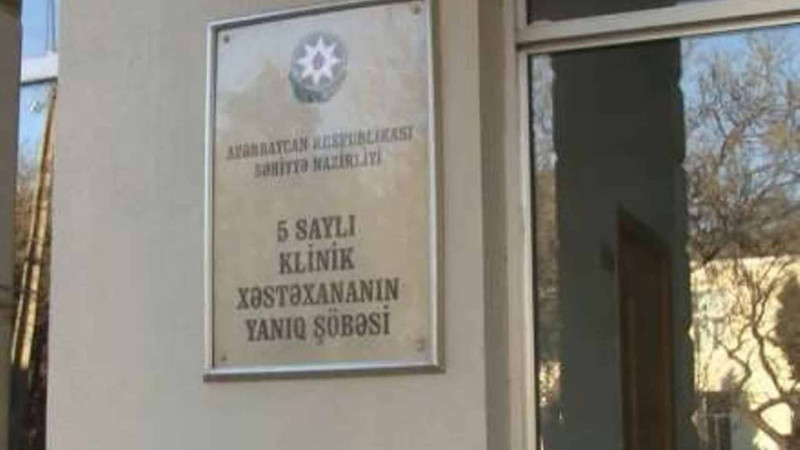 AZƏRBAYCAN RESPUBLİKASI
SƏHİYYƏ NAZİRLİYİ
5 SAYLI
KLİNİK
XƏSTƏXANANIN
YANIQ ŞÖBƏSİ